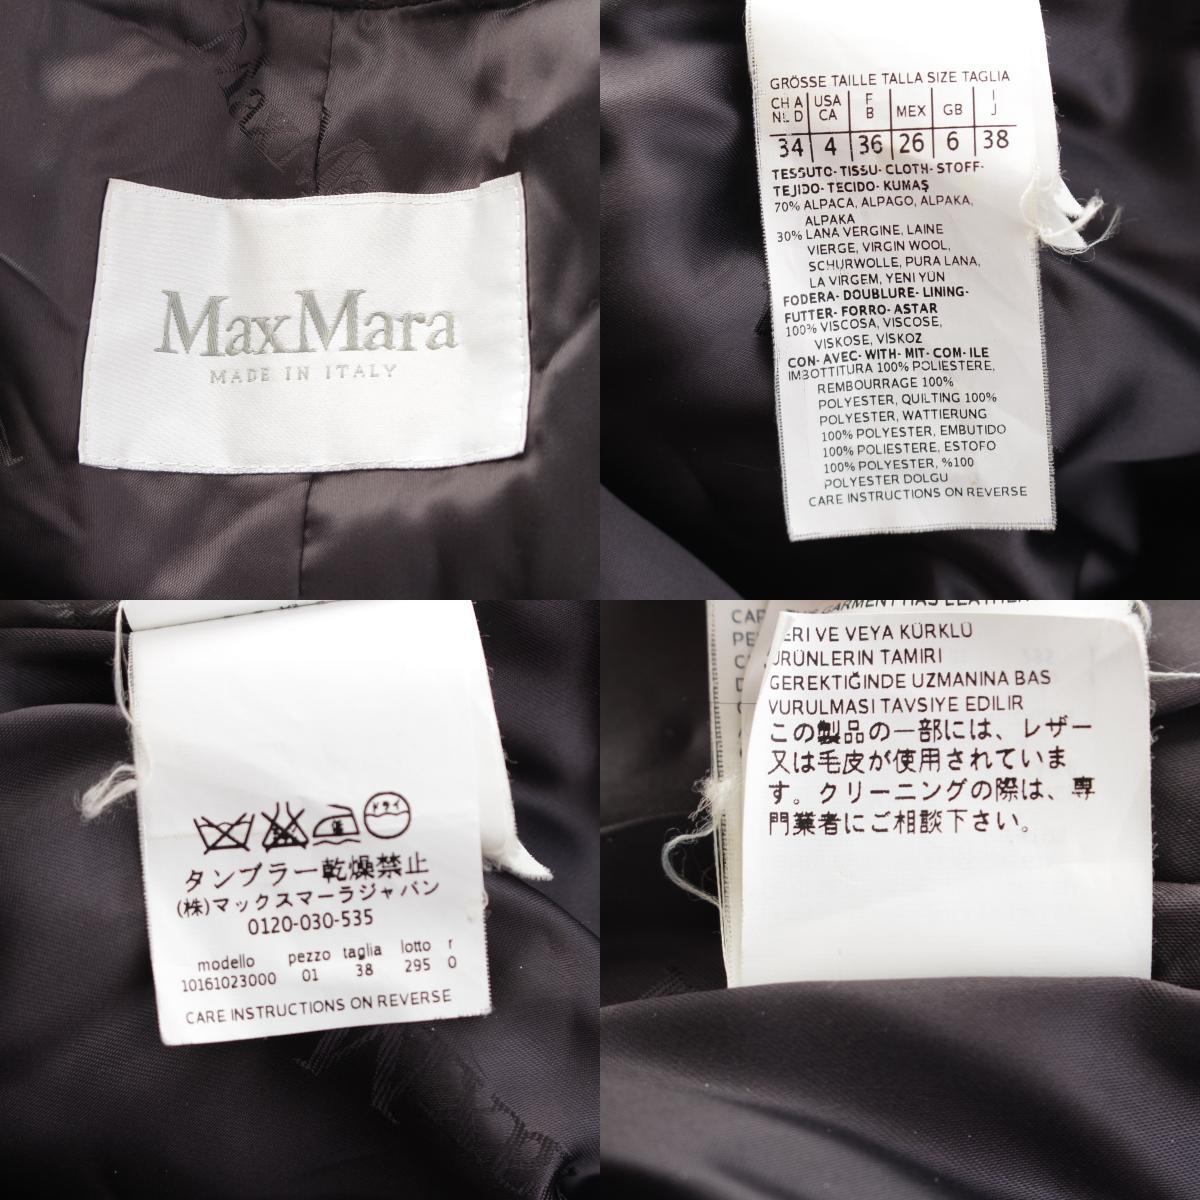 MaxMara
MADE IN ITALY
GRÖSSE TAILLE TALLA SIZE TAGLIA
CH A USA F MEX GB I
NL D CA B J
34 4 36 26 6 38
TESSUTO- TISSU- CLOTH- STOFF-
TEJIDO- TECIDO- KUMAŞ
70% ALPACA, ALPAGO, ALPAKA,
ALPAKA
30% LANA VERGINE, LAINE
VIERGE, VIRGIN WOOL,
SCHURWOLLE, PURA LANA,
LA VIRGEM, YENI YÜN
FODERA- DOUBLURE- LINING-
FUTTER- FORRO- ASTAR
100% VISCOSA, VISCOSE,
VISKOSE, VISKOZ
CON- AVEC- WITH- MIT- COM- ILE
IMBOTTITURA 100% POLIESTERE,
REMBOURRAGE 100%
POLYESTER, QUILTING 100%
POLYESTER, WATTIERUNG
100% POLYESTER, EMBUTIDO
100% POLIESTERE, ESTOFO
100% POLYESTER, %100
POLYESTER DOLGU
CARE INSTRUCTIONS ON REVERSE
ドライ
タンブラー乾燥禁止
(株)マックスマーラジャパン
0120-030-535
modello pezzo taglia lotto r
10161023000 01 38 295 0
CARE INSTRUCTIONS ON REVERSE
GARMENT HAS LEATHER
ERI VE VEYA KÜRKLÜ
ÜRÜNLERIN TAMIRI
GEREKTIĞINDE UZMANINA BAS
VURULMASI TAVSIYE EDILIR
この製品の一部には、レザー
又は毛皮が使用されていま
す。クリーニングの際は、専
門業者にご相談下さい。